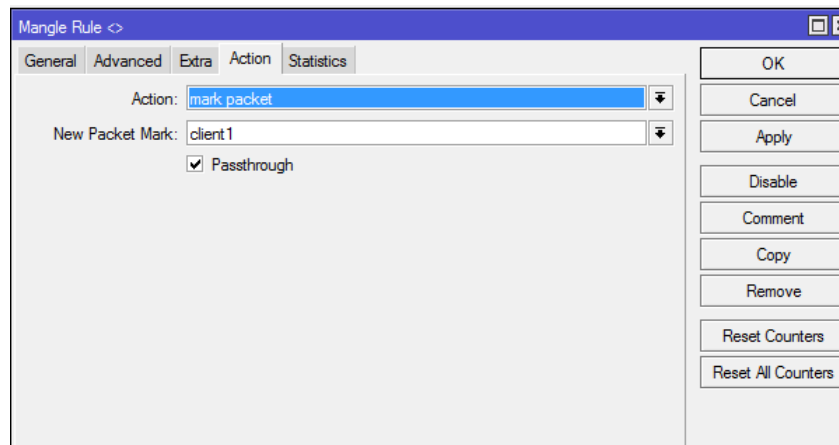 Mangle Rule <>
General Advanced Extra Action Statistics
Action: mark packet
New Packet Mark: client1
Passthrough
OK
Cancel
Apply
Disable
Comment
Copy
Remove
Reset Counters
Reset All Counters